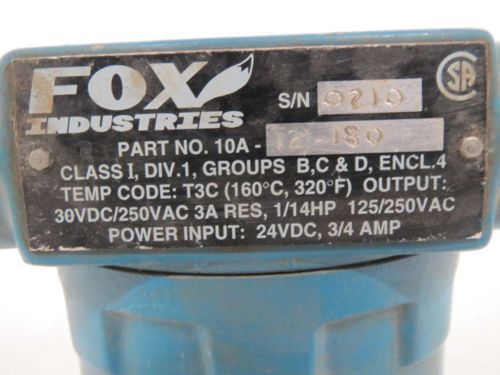 FOX
INDUSTRIES
S/N 0210
SA
PART NO. 10A - 12-180
CLASS I, DIV.1, GROUPS B,C & D, ENCL.4
TEMP CODE: T3C (160°C, 320°F) OUTPUT:
30VDC/250VAC 3A RES, 1/14HP 125/250VAC
POWER INPUT: 24VDC, 3/4 AMP